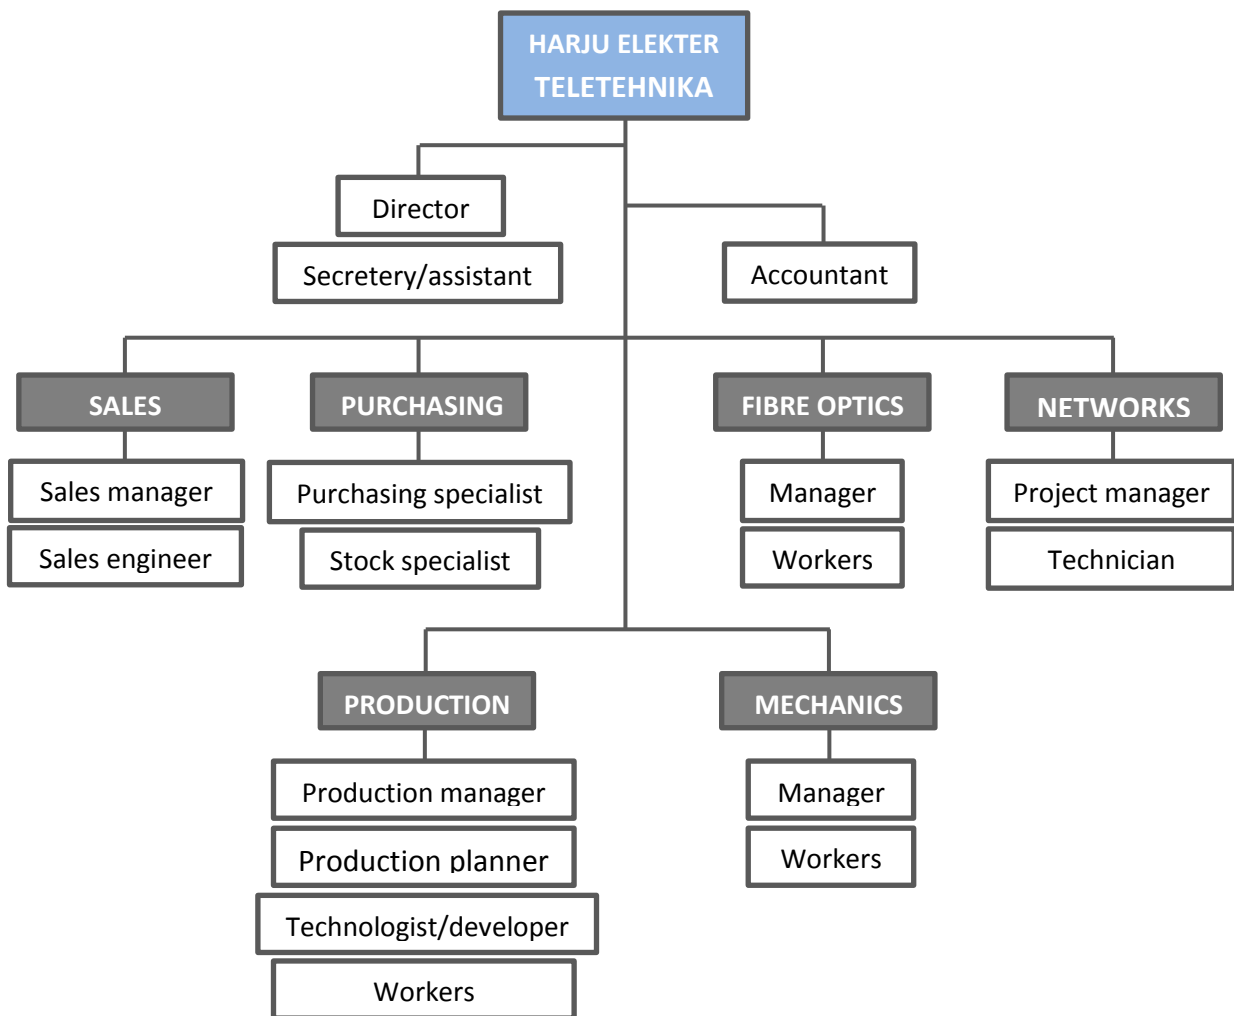 HARJU ELEKTER
TELETEHNIKA
Director
Secretery/assistant
Accountant
SALES
PURCHASING
FIBRE OPTICS
NETWORKS
Sales manager
Purchasing specialist
Manager
Project manager
Sales engineer
Stock specialist
Workers
Technician
PRODUCTION
MECHANICS
Production manager
Manager
Production planner
Workers
Technologist/developer
Workers